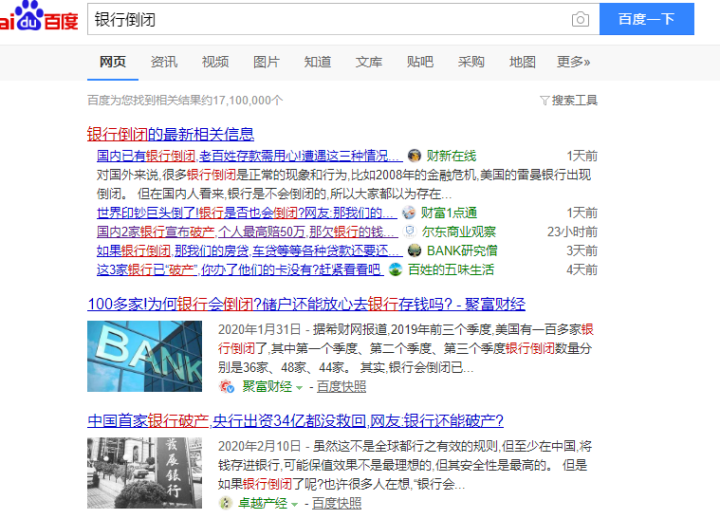 ai du 百度
银行倒闭
百度一下
网页 资讯 视频 图片 知道 文库 贴吧 采购 地图 更多»
百度为您找到相关结果约17,100,000个
搜索工具
银行倒闭的最新相关信息
国内已有银行倒闭,老百姓存款需用心!遭遇这三种情况... 财新在线 1天前
对国外来说,很多银行倒闭是正常的现象和行为,比如2008年的金融危机,美国的雷曼银行出现
倒闭。 但在国内人看来,银行是不会倒闭的,所以大家都以为存在...
世界印钞巨头倒了!银行是否也会倒闭?网友:那我们的... 财富1点通 1天前
国内2家银行宣布破产,个人最高赔50万,那欠银行的钱... 尔东商业观察 23小时前
如果银行倒闭,那我们的房贷,车贷等等各种贷款还要还... BANK研究僧 3天前
这3家银行已“破产”,你办了他们的卡没有?赶紧看看吧 百姓的五味生活 4天前
100多家!为何银行会倒闭?储户还能放心去银行存钱吗? - 聚富财经
BANK
2020年1月31日 - 据希财网报道,2019年前三个季度,美国有一百多家银
行倒闭了,其中第一个季度、第二个季度、第三个季度银行倒闭数量分
别是36家、48家、44家。 其实,银行会倒闭已...
聚富财经 - 百度快照
中国首家银行破产,央行出资34亿都没救回,网友:银行还能破产?
發展银行
2020年2月10日 - 虽然这不是全球都行之有效的规则,但至少在中国,将
钱存进银行,可能保值效果不是最理想的,但其安全性是最高的。 但是
如果银行倒闭了呢?也许很多人在想,“银行会...
卓越产经 - 百度快照